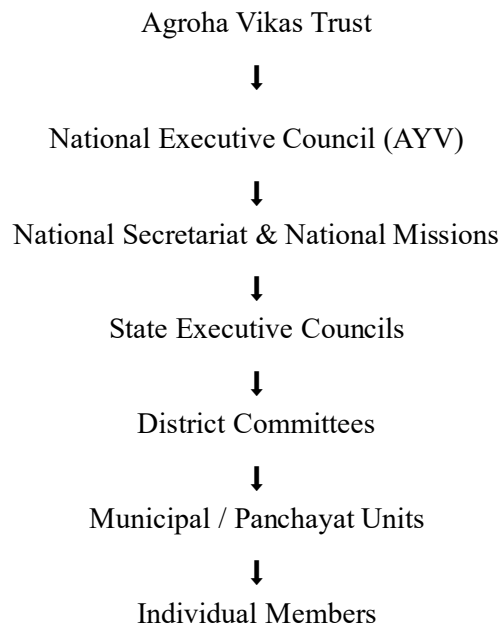 Agroha Vikas Trust
National Executive Council (AYV)
National Secretariat & National Missions
State Executive Councils
District Committees
Municipal / Panchayat Units
Individual Members